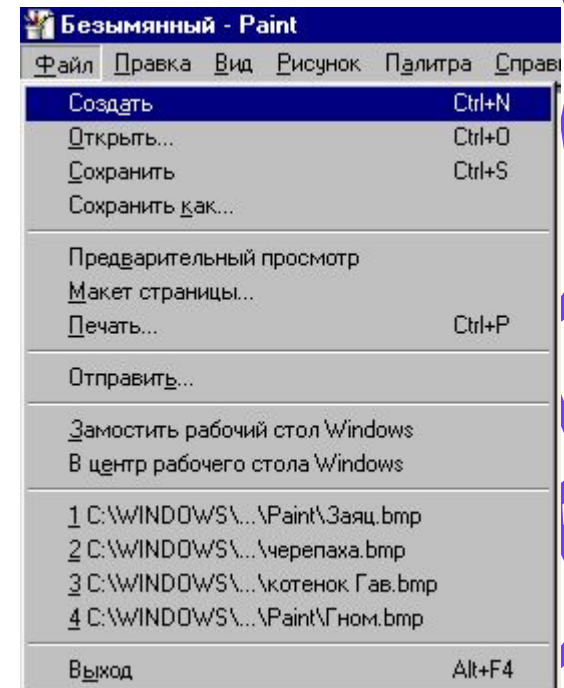 Безымянный - Paint
Файл Правка Вид Рисунок Палитра
Создать Ctrl+N
Открыть... Ctrl+O
Сохранить Ctrl+S
Сохранить как...
Предварительный просмотр
Макет страницы...
Печать... Ctrl+P
Отправить...
Замостить рабочий стол Windows
В центр рабочего стола Windows
1 C:\WINDOWS\...\Paint\Заяц.bmp
2 C:\WINDOWS\...\черепаха.bmp
3 C:\WINDOWS\...\котенок Гав.bmp
4 C:\WINDOWS\...\Paint\Гном.bmp
Выход Alt+F4